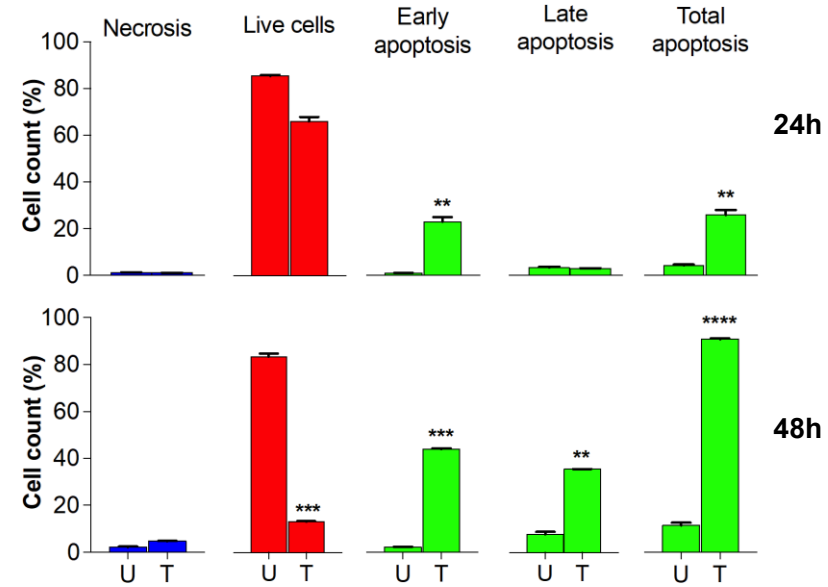 Necrosis
Live cells
Early
apoptosis
Late
apoptosis
Total
apoptosis
Cell count (%)
100
80
60
40
20
0
**
**
24h
Cell count (%)
100
80
60
40
20
0
***
***
**
****
48h
U T
U T
U T
U T
U T